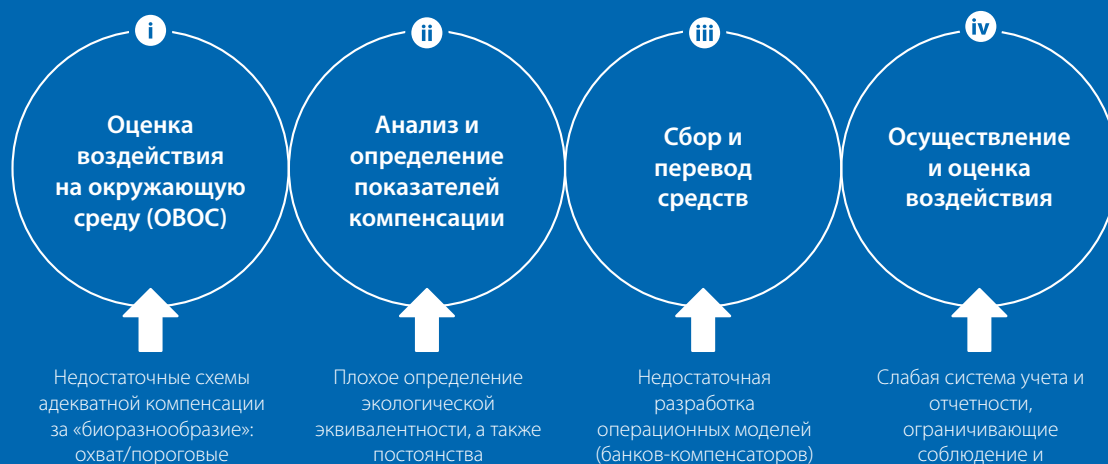 i
Оценка
воздействия
на окружающую
среду (ОВОС)
Недостаточные схемы
адекватной компенсации
за «биоразнообразие»:
охват/пороговые
ii
Анализ и
определение
показателей
компенсации
Плохое определение
экологической
эквивалентности, а также
постоянства
iii
Сбор и
перевод
средств
Недостаточная
разработка
операционных моделей
(банков-компенсаторов)
iv
Осуществление
и оценка
воздействия
Слабая система учета и
отчетности,
ограничивающие
соблюдение и